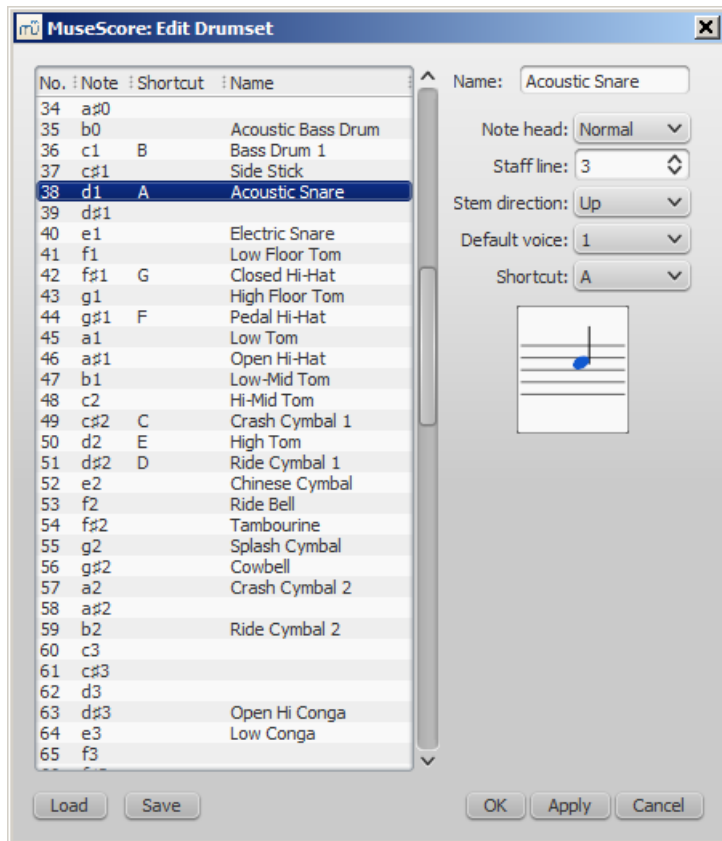 mü MuseScore: Edit Drumset
No. Note Shortcut Name
34 a♯0
35 b0 Acoustic Bass Drum
36 c1 B Bass Drum 1
37 c♯1 Side Stick
38 d1 A Acoustic Snare
39 d♯1
40 e1 Electric Snare
41 f1 Low Floor Tom
42 f♯1 G Closed Hi-Hat
43 g1 High Floor Tom
44 g♯1 F Pedal Hi-Hat
45 a1 Low Tom
46 a♯1 Open Hi-Hat
47 b1 Low-Mid Tom
48 c2 Hi-Mid Tom
49 c♯2 C Crash Cymbal 1
50 d2 E High Tom
51 d♯2 D Ride Cymbal 1
52 e2 Chinese Cymbal
53 f2 Ride Bell
54 f♯2 Tambourine
55 g2 Splash Cymbal
56 g♯2 Cowbell
57 a2 Crash Cymbal 2
58 a♯2
59 b2 Ride Cymbal 2
60 c3
61 c♯3
62 d3
63 d♯3 Open Hi Conga
64 e3 Low Conga
65 f3
Name: Acoustic Snare
Note head: Normal
Staff line: 3
Stem direction: Up
Default voice: 1
Shortcut: A
Load Save OK Apply Cancel